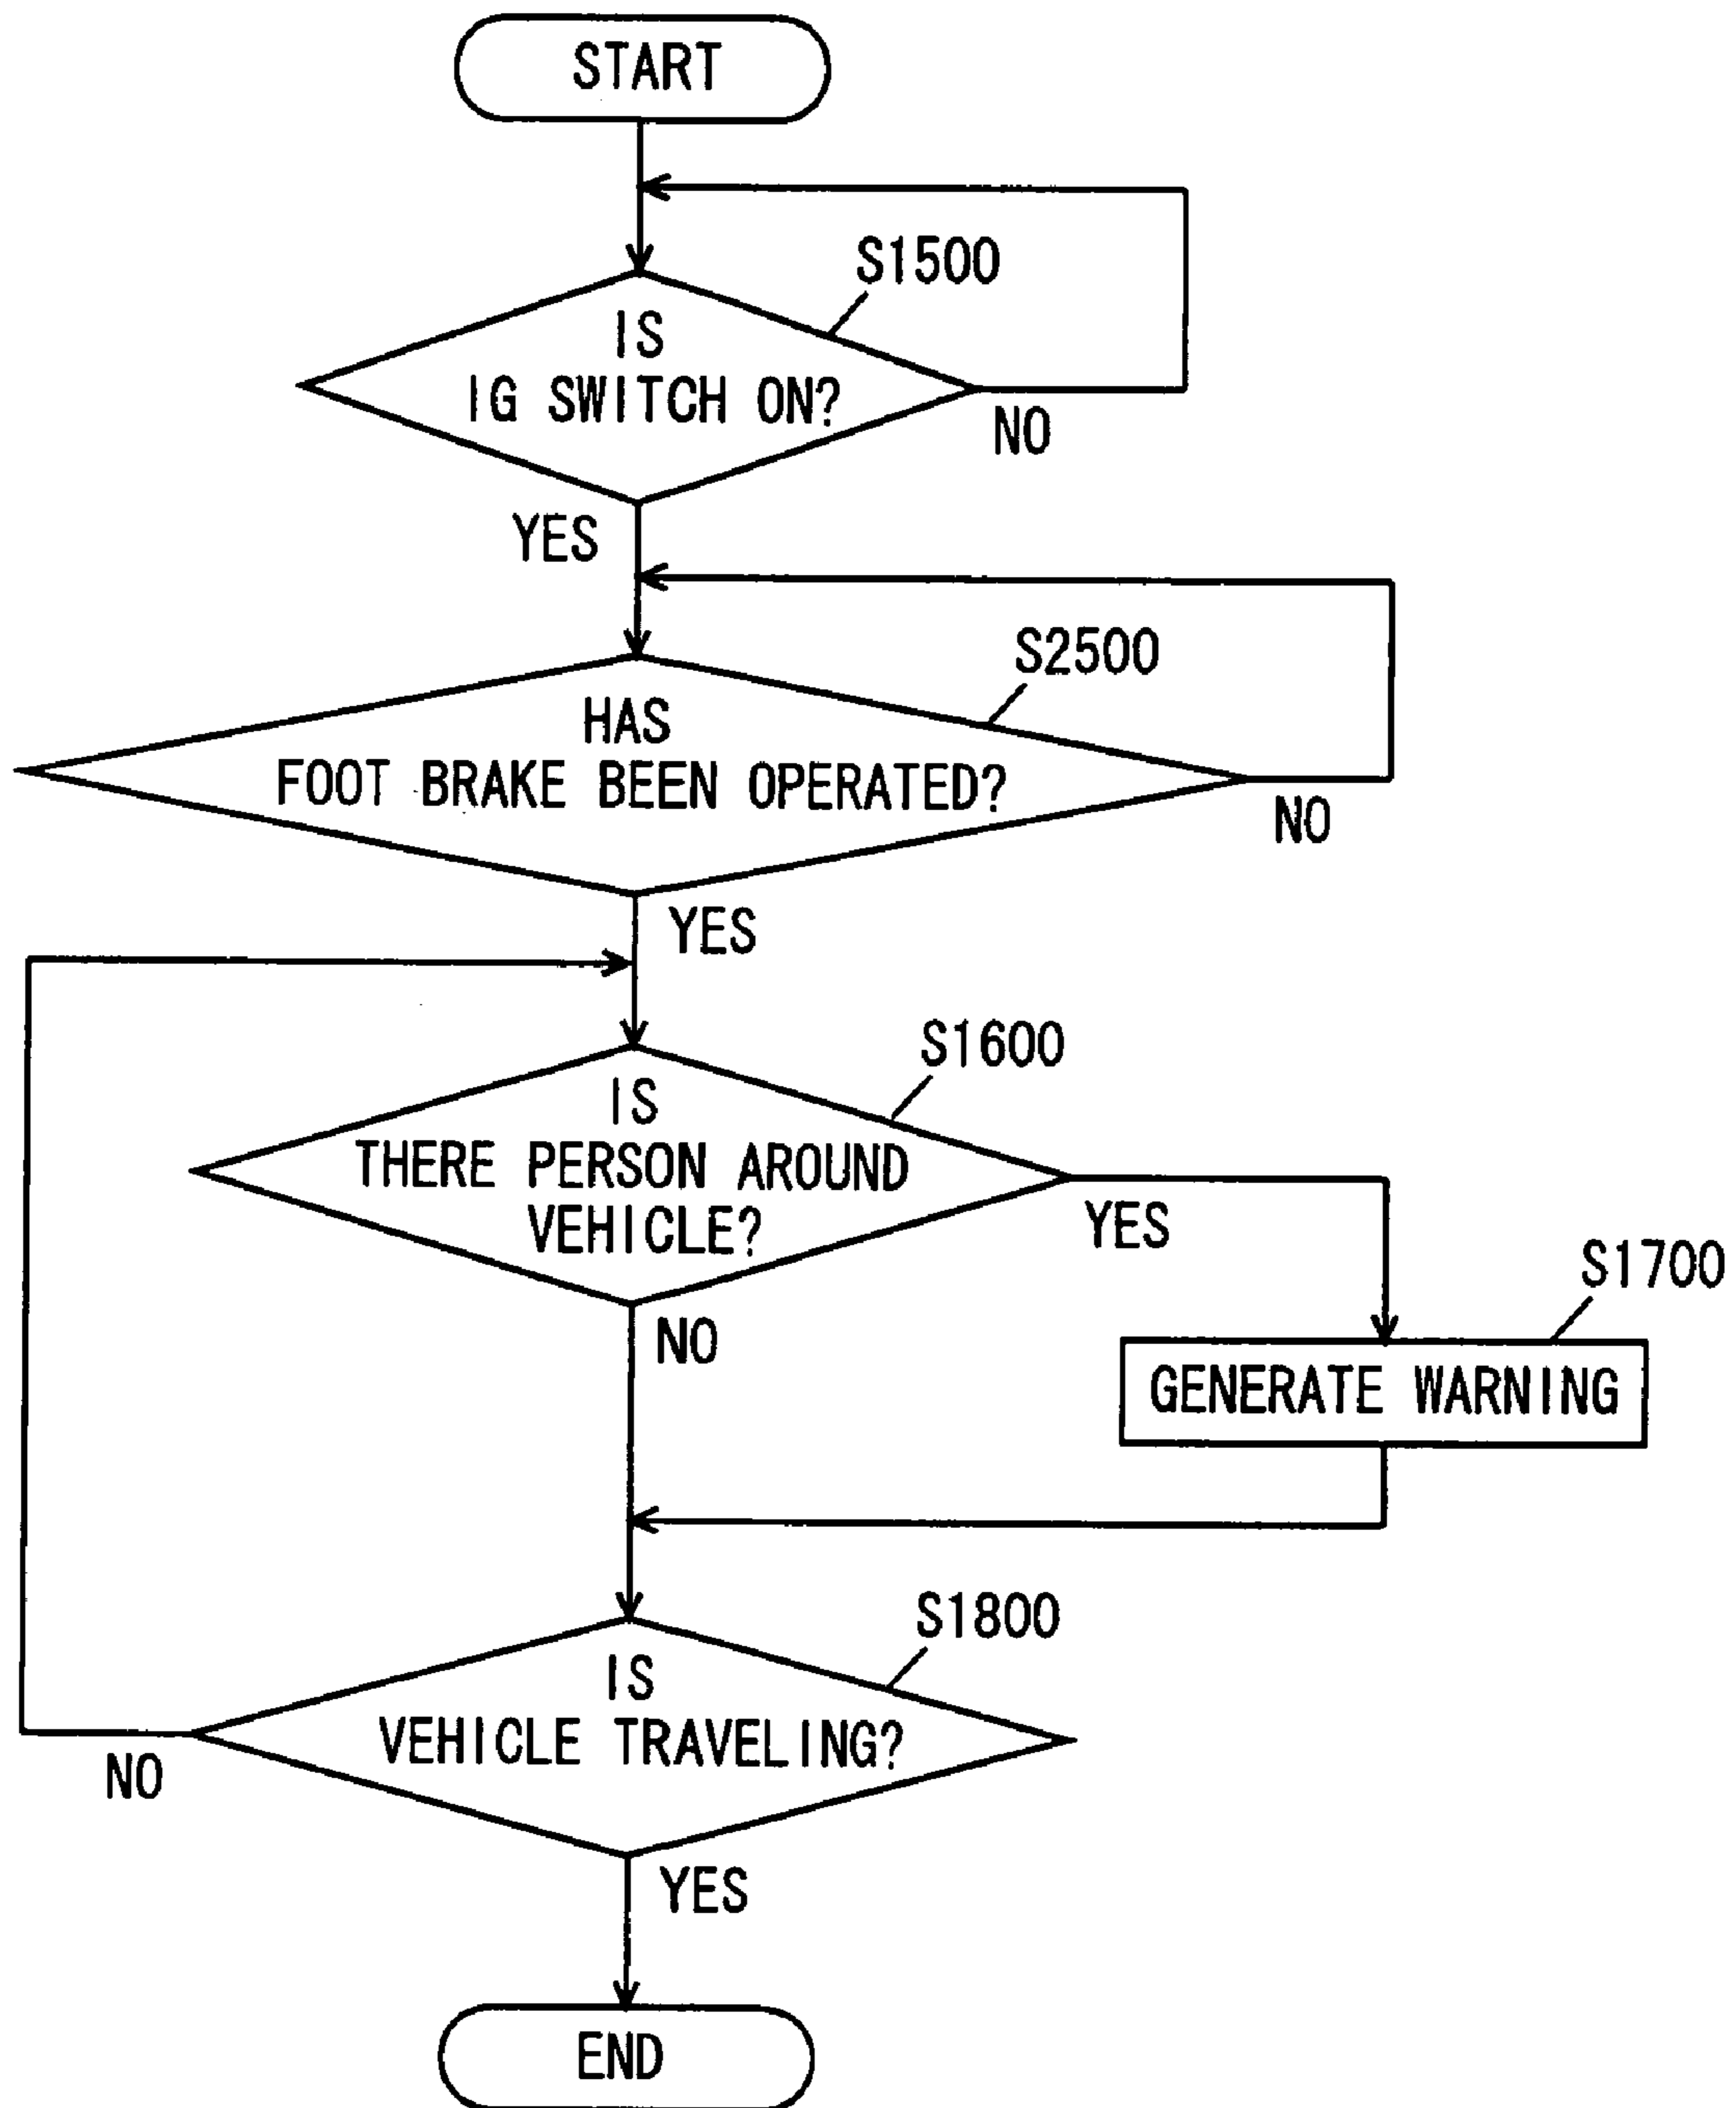 START
S1500
IS
IG SWITCH ON?
NO
YES
S2500
HAS
FOOT BRAKE BEEN OPERATED?
NO
YES
S1600
IS
THERE PERSON AROUND
VEHICLE?
YES
S1700
NO
GENERATE WARNING
S1800
IS
VEHICLE TRAVELING?
NO
YES
END